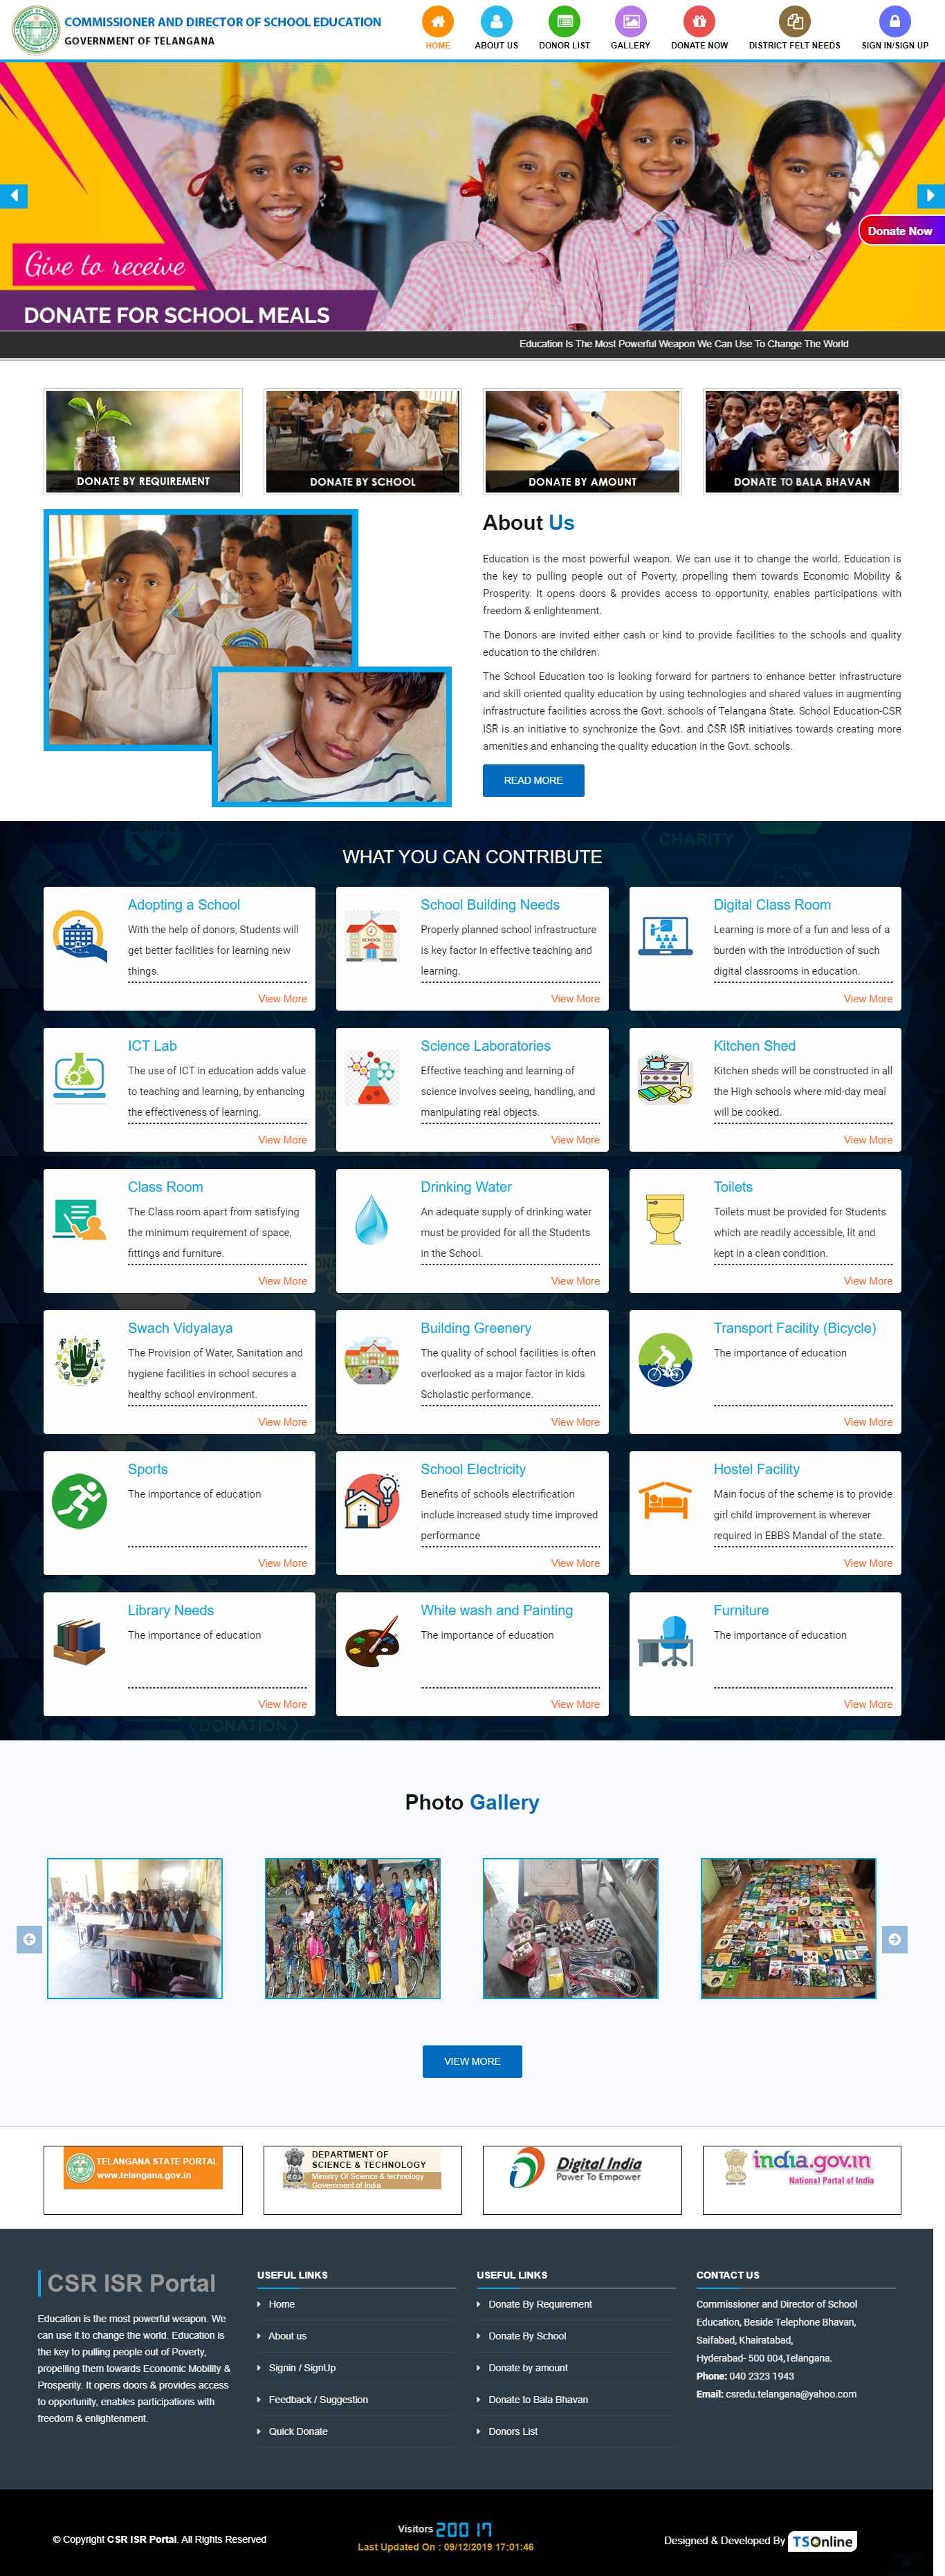 COMMISSIONER AND DIRECTOR OF SCHOOL EDUCATION
GOVERNMENT OF TELANGANA
HOME
ABOUT US
DONOR LIST
GALLERY
DONATE NOW
DISTRICT FELT NEEDS
SIGN IN/SIGN UP
Donate Now
Give to receive
DONATE FOR SCHOOL MEALS
Education Is The Most Powerful Weapon We Can Use To Change The World
DONATE BY REQUIREMENT
DONATE BY SCHOOL
DONATE BY AMOUNT
DONATE TO BALA BHAVAN
About Us
Education is the most powerful weapon. We can use it to change the world. Education is
the key to pulling people out of Poverty, propelling them towards Economic Mobility &
Prosperity. It opens doors & provides access to opportunity, enables participations with
freedom & enlightenment.
The Donors are invited either cash or kind to provide facilities to the schools and quality
education to the children.
The School Education too is looking forward for partners to enhance better infrastructure
and skill oriented quality education by using technologies and shared values in augmenting
infrastructure facilities across the Govt. schools of Telangana State. School Education-CSR
ISR is an initiative to synchronize the Govt. and CSR ISR initiatives towards creating more
amenities and enhancing the quality education in the Govt. schools.
READ MORE
CHARITY
WHAT YOU CAN CONTRIBUTE
Adopting a School
With the help of donors, Students will
get better facilities for learning new
things.
View More
School Building Needs
Properly planned school infrastructure
is key factor in effective teaching and
learning.
View More
SCHOOL
Digital Class Room
Learning is more of a fun and less of a
burden with the introduction of such
digital classrooms in education.
View More
ICT Lab
The use of ICT in education adds value
to teaching and learning, by enhancing
the effectiveness of learning.
View More
Science Laboratories
Effective teaching and learning of
science involves seeing, handling, and
manipulating real objects.
View More
Kitchen Shed
Kitchen sheds will be constructed in all
the High schools where mid-day meal
will be cooked.
View More
Class Room
The Class room apart from satisfying
the minimum requirement of space,
fittings and furniture.
View More
Drinking Water
An adequate supply of drinking water
must be provided for all the Students
in the School.
View More
Toilets
Toilets must be provided for Students
which are readily accessible, lit and
kept in a clean condition.
View More
Swach Vidyalaya
The Provision of Water, Sanitation and
hygiene facilities in school secures a
healthy school environment.
View More
Building Greenery
The quality of school facilities is often
overlooked as a major factor in kids
Scholastic performance.
View More
Transport Facility (Bicycle)
The importance of education
View More
Sports
The importance of education
View More
School Electricity
Benefits of schools electrification
include increased study time improved
performance
View More
Hostel Facility
Main focus of the scheme is to provide
girl child improvement is wherever
required in EBBS Mandal of the state.
View More
Library Needs
The importance of education
View More
White wash and Painting
The importance of education
View More
Furniture
The importance of education
View More
DONATION
Photo Gallery
VIEW MORE
TELANGANA STATE PORTAL
www.telangana.gov.in
DEPARTMENT OF
SCIENCE & TECHNOLOGY
Ministry Of Science & technology
Government of India
Digital India
Power To Empower
india.gov.in
National Portal of India
CSR ISR Portal
Education is the most powerful weapon. We
can use it to change the world. Education is
the key to pulling people out of Poverty,
propelling them towards Economic Mobility &
Prosperity. It opens doors & provides access
to opportunity, enables participations with
freedom & enlightenment.
USEFUL LINKS
Home
About us
Signin / SignUp
Feedback / Suggestion
Quick Donate
USEFUL LINKS
Donate By Requirement
Donate By School
Donate by amount
Donate to Bala Bhavan
Donors List
CONTACT US
Commissioner and Director of School
Education, Beside Telephone Bhavan,
Saifabad, Khairatabad,
Hyderabad- 500 004,Telangana.
Phone: 040 2323 1943
Email: csredu.telangana@yahoo.com
© Copyright CSR ISR Portal. All Rights Reserved
Visitors 200 17
Last Updated On : 09/12/2019 17:01:46
Designed & Developed By TSOnline